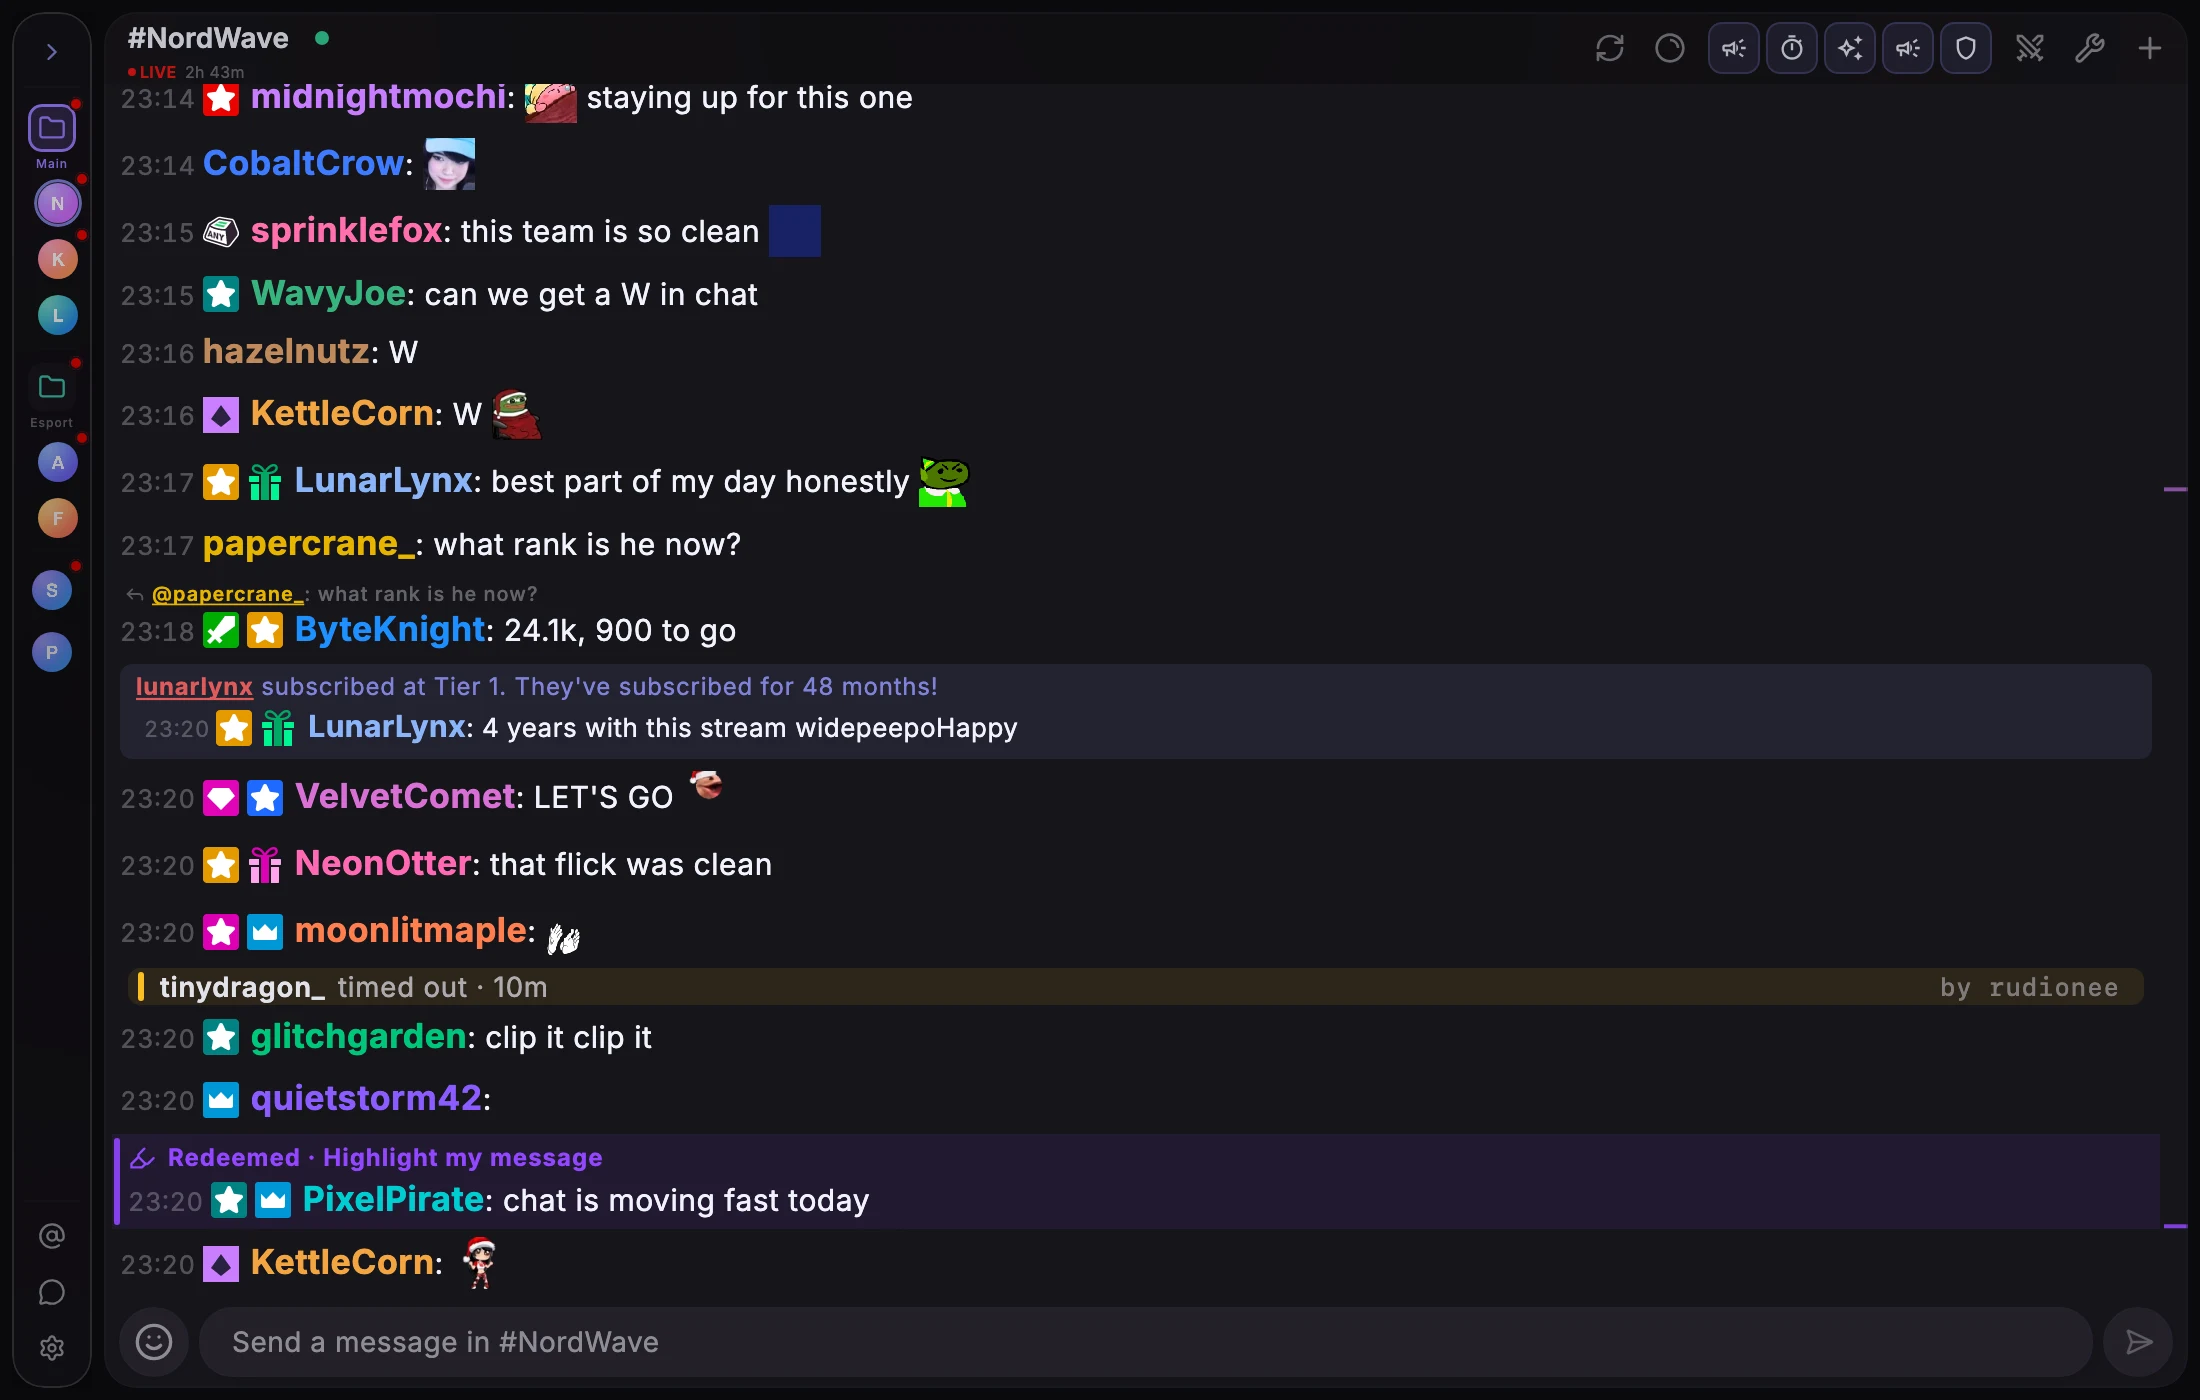 #NordWave
LIVE 2h 43m
Main
N
K
L
Esport
A
F
S
P
23:14 midnightmochi: staying up for this one
23:14 CobaltCrow:
23:15 ANY sprinklefox: this team is so clean
23:15 WavyJoe: can we get a W in chat
23:16 hazelnutz: W
23:16 KettleCorn: W
23:17 LunarLynx: best part of my day honestly
23:17 papercrane_: what rank is he now?
@papercrane_: what rank is he now?
23:18 ByteKnight: 24.1k, 900 to go
lunarlynx subscribed at Tier 1. They've subscribed for 48 months!
23:20 LunarLynx: 4 years with this stream widepeepoHappy
23:20 VelvetComet: LET'S GO
23:20 NeonOtter: that flick was clean
23:20 moonlitmaple:
tinydragon_ timed out · 10m by rudionee
23:20 glitchgarden: clip it clip it
23:20 quietstorm42:
Redeemed · Highlight my message
23:20 PixelPirate: chat is moving fast today
23:20 KettleCorn:
Send a message in #NordWave